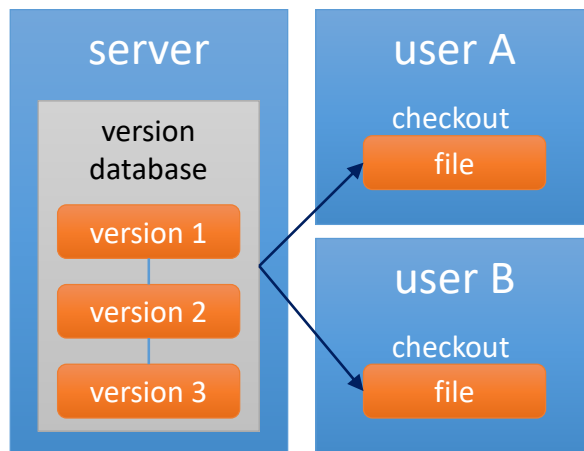 server
version
database
version 1
version 2
version 3
user A
checkout
file
user B
checkout
file